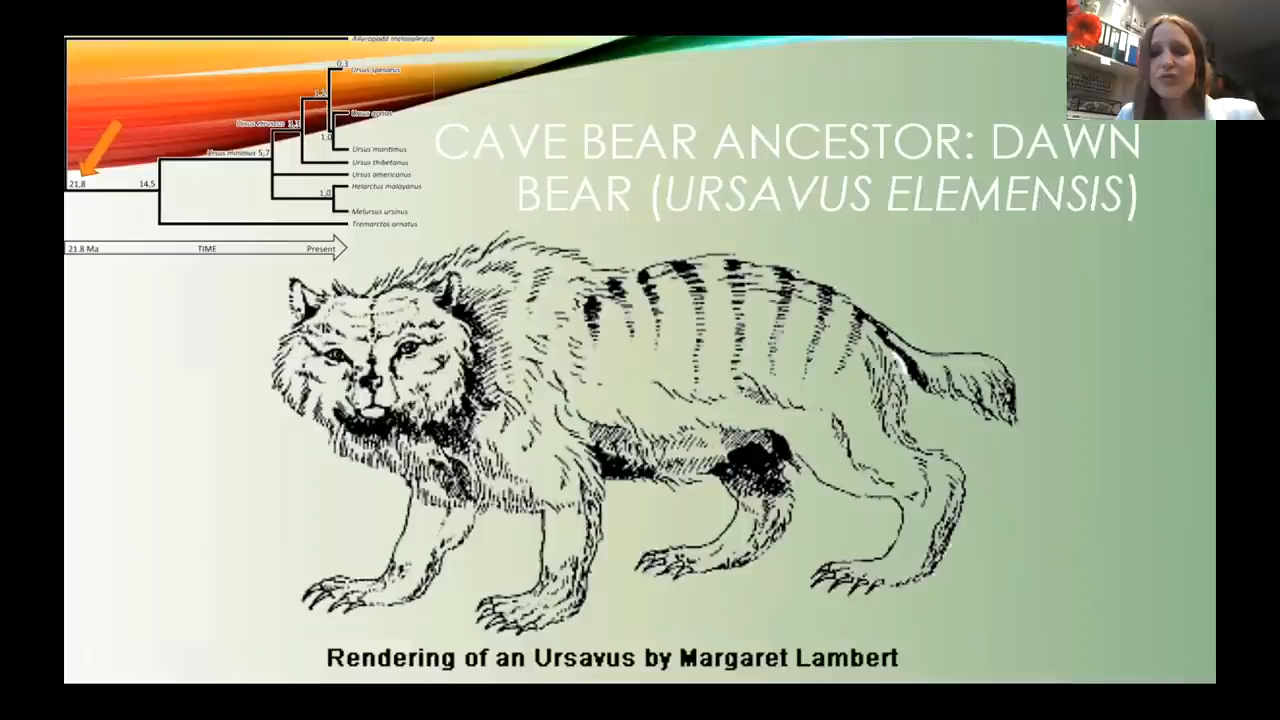 Ailuropoda melanoleuca
0,3
Ursus spelaeus
1,2
Ursus arctos
Ursus etruscus 3,3
1,0
Ursus maritimus
Ursus minimus 5,7
Ursus thibetanus
Ursus americanus
21,8
14,5
Helarctus malayanus
1,0
Melursus ursinus
Tremarctos ornatus
21.8 Ma
TIME
Present
CAVE BEAR ANCESTOR: DAWN
BEAR (URSAVUS ELEMENSIS)
Rendering of an Ursavus by Margaret Lambert